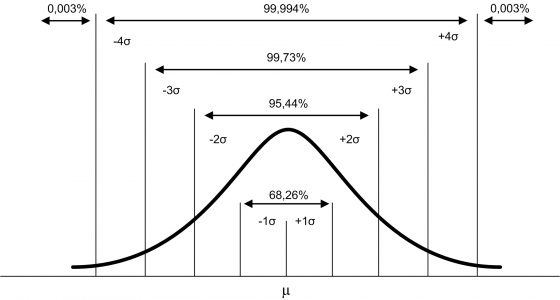 0,003% 99,994% 0,003%
-4σ +4σ
99,73%
-3σ +3σ
95,44%
-2σ +2σ
68,26%
-1σ +1σ
μ